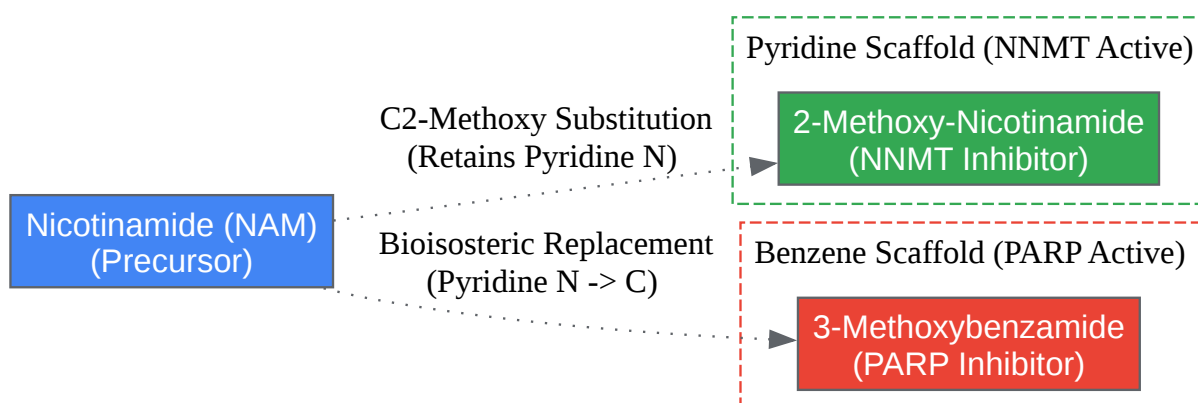 Nicotinamide (NAM)
(Precursor)
C2-Methoxy Substitution
(Retains Pyridine N)
Bioisosteric Replacement
(Pyridine N -> C)
Pyridine Scaffold (NNMT Active)
2-Methoxy-Nicotinamide
(NNMT Inhibitor)
Benzene Scaffold (PARP Active)
3-Methoxybenzamide
(PARP Inhibitor)